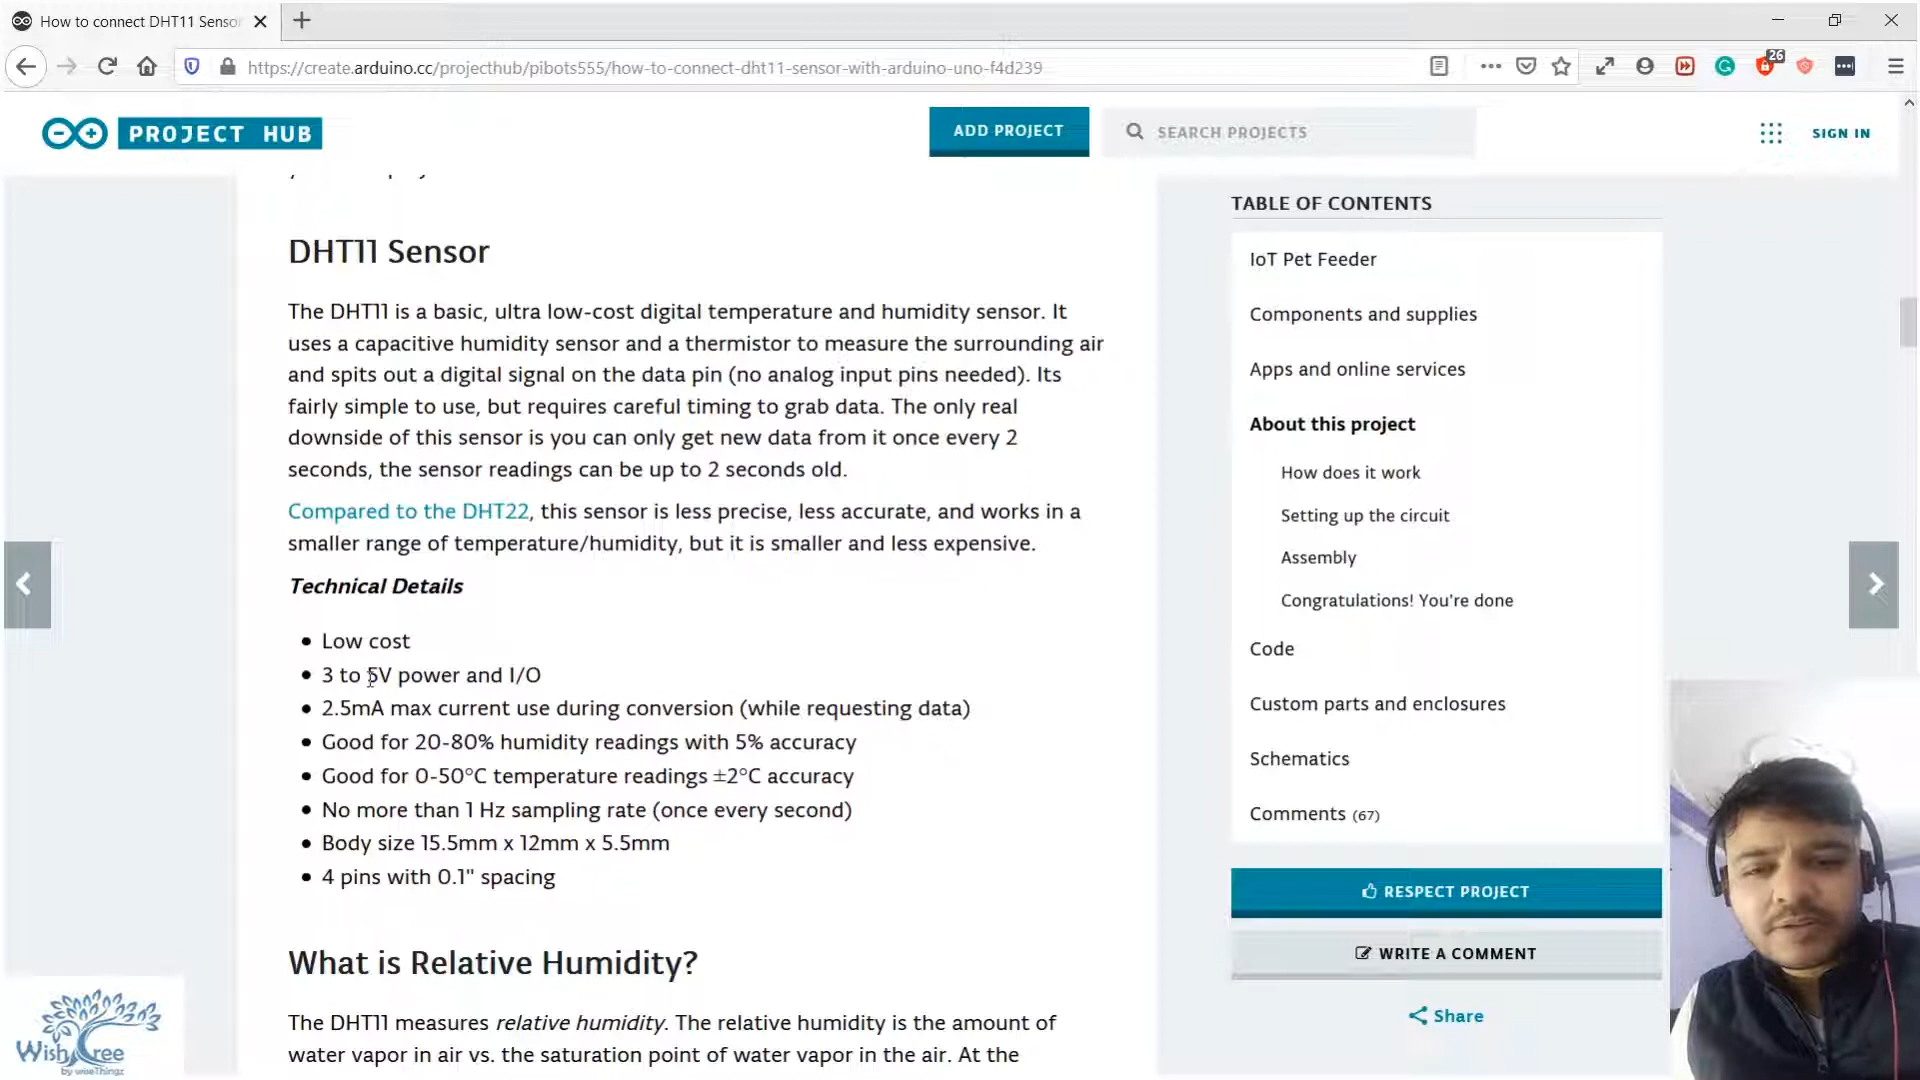 How to connect DHT11 Senso
https://create.arduino.cc/projecthub/pibots555/how-to-connect-dht11-sensor-with-arduino-uno-f4d239
26
PROJECT HUB
ADD PROJECT
SEARCH PROJECTS
SIGN IN
DHT11 Sensor
The DHT11 is a basic, ultra low-cost digital temperature and humidity sensor. It
uses a capacitive humidity sensor and a thermistor to measure the surrounding air
and spits out a digital signal on the data pin (no analog input pins needed). Its
fairly simple to use, but requires careful timing to grab data. The only real
downside of this sensor is you can only get new data from it once every 2
seconds, the sensor readings can be up to 2 seconds old.
Compared to the DHT22, this sensor is less precise, less accurate, and works in a
smaller range of temperature/humidity, but it is smaller and less expensive.
Technical Details
• Low cost
• 3 to 5V power and I/O
• 2.5mA max current use during conversion (while requesting data)
• Good for 20-80% humidity readings with 5% accuracy
• Good for 0-50°C temperature readings ±2°C accuracy
• No more than 1 Hz sampling rate (once every second)
• Body size 15.5mm x 12mm x 5.5mm
• 4 pins with 0.1" spacing
What is Relative Humidity?
The DHT11 measures relative humidity. The relative humidity is the amount of
water vapor in air vs. the saturation point of water vapor in the air. At the
TABLE OF CONTENTS
IoT Pet Feeder
Components and supplies
Apps and online services
About this project
How does it work
Setting up the circuit
Assembly
Congratulations! You're done
Code
Custom parts and enclosures
Schematics
Comments (67)
RESPECT PROJECT
WRITE A COMMENT
Share
WishTree
by wiseThingz